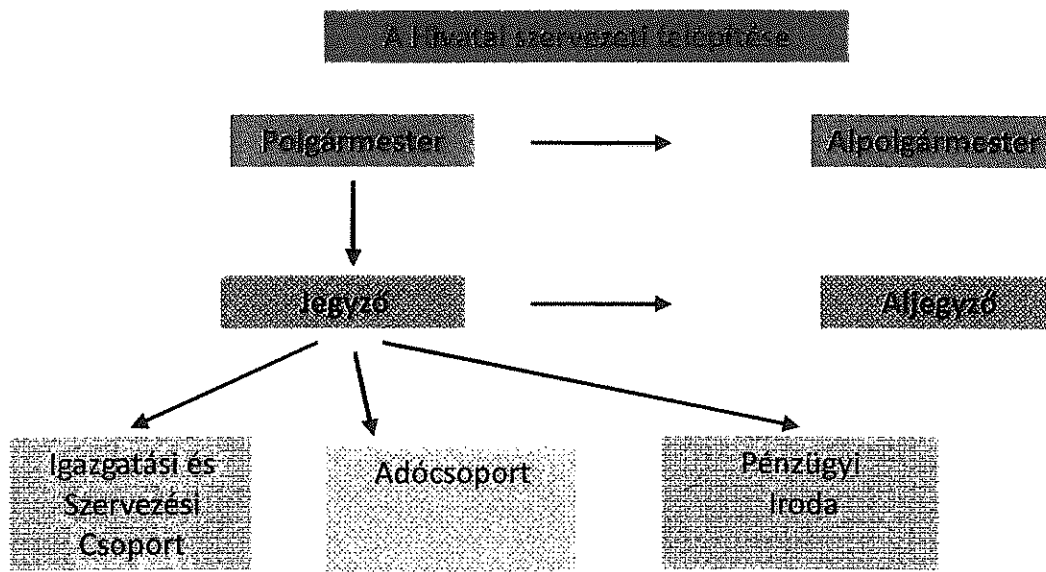 A Hivatal szervezeti felépítése
Polgármester
Alpolgármester
Jegyző
Aljegyző
Igazgatási és
Szervezési
Csoport
Adócsoport
Pénzügyi
Iroda